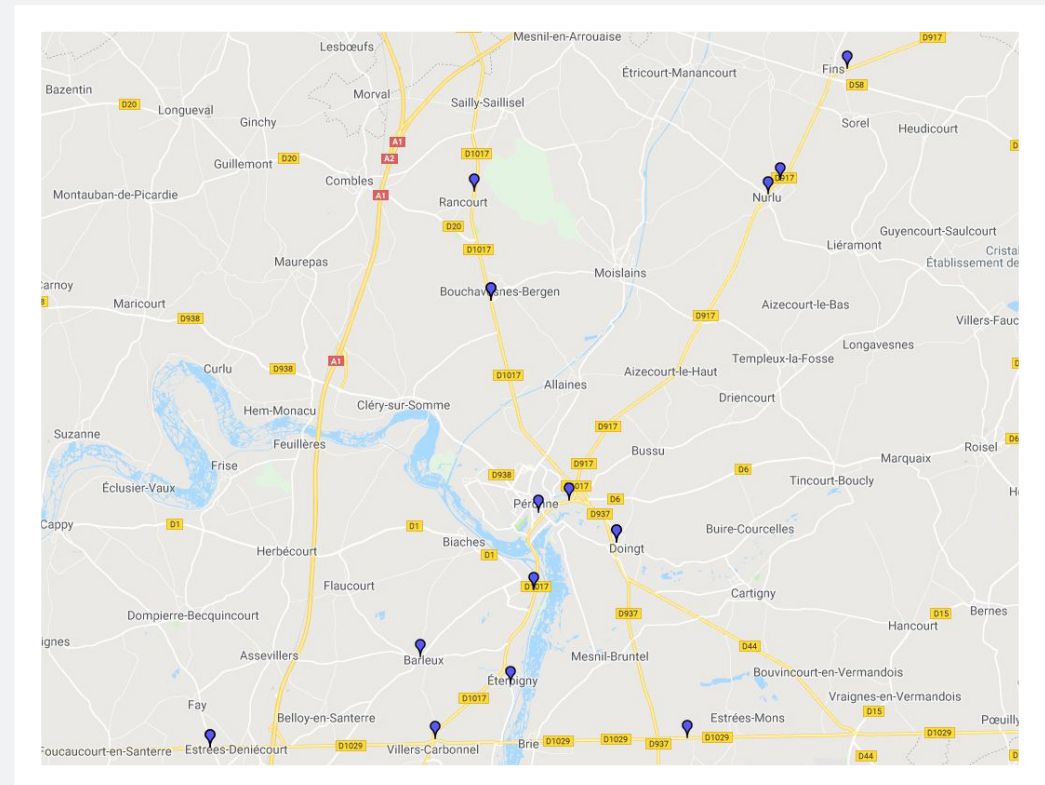 Mesnil-en-Arrouaise
D917
Lesbœufs
Fins
Étricourt-Manancourt
Bazentin
D58
Morval
D20
Longueval
Sailly-Saillisel
Ginchy
Sorel
Heudicourt
A1
D
D1017
A2
Guillemont
D20
Combles
D917
Montauban-de-Picardie
A1
Nurlu
Rancourt
D20
Guyencourt-Saulcourt
Liéramont
D1017
Crista
Établissement de
Maurepas
Moislains
arnoy
Bouchavesnes-Bergen
Maricourt
Aizecourt-le-Bas
D938
D917
Villers-Fauc
Longavesnes
Templeux-la-Fosse
A1
Curlu
D938
Aizecourt-le-Haut
D1017
Allaines
Driencourt
Cléry-sur-Somme
Hem-Monacu
D917
Suzanne
Feuillères
D6
Roisel
Bussu
Marquaix
Frise
D917
D6
D938
Tincourt-Boucly
Éclusier-Vaux
D1017
H
Péronne
D6
D937
Cappy
D1
D1
Buire-Courcelles
Biaches
Doingt
Herbécourt
D1
Flaucourt
D1017
Cartigny
Dompierre-Becquincourt
D937
D15
Bernes
Hancourt
ignes
D44
Assevillers
Barleux
Mesnil-Bruntel
Bouvincourt-en-Vermandois
Éterpigny
Vraignes-en-Vermandois
D1017
Fay
D15
Belloy-en-Santerre
Estrées-Mons
Pœuilly
D1029
Foucaucourt-en-Santerre
Estrées-Deniécourt
D1029
Villers-Carbonnel
Brie
D1029
D1029
D937
D1029
D44
D